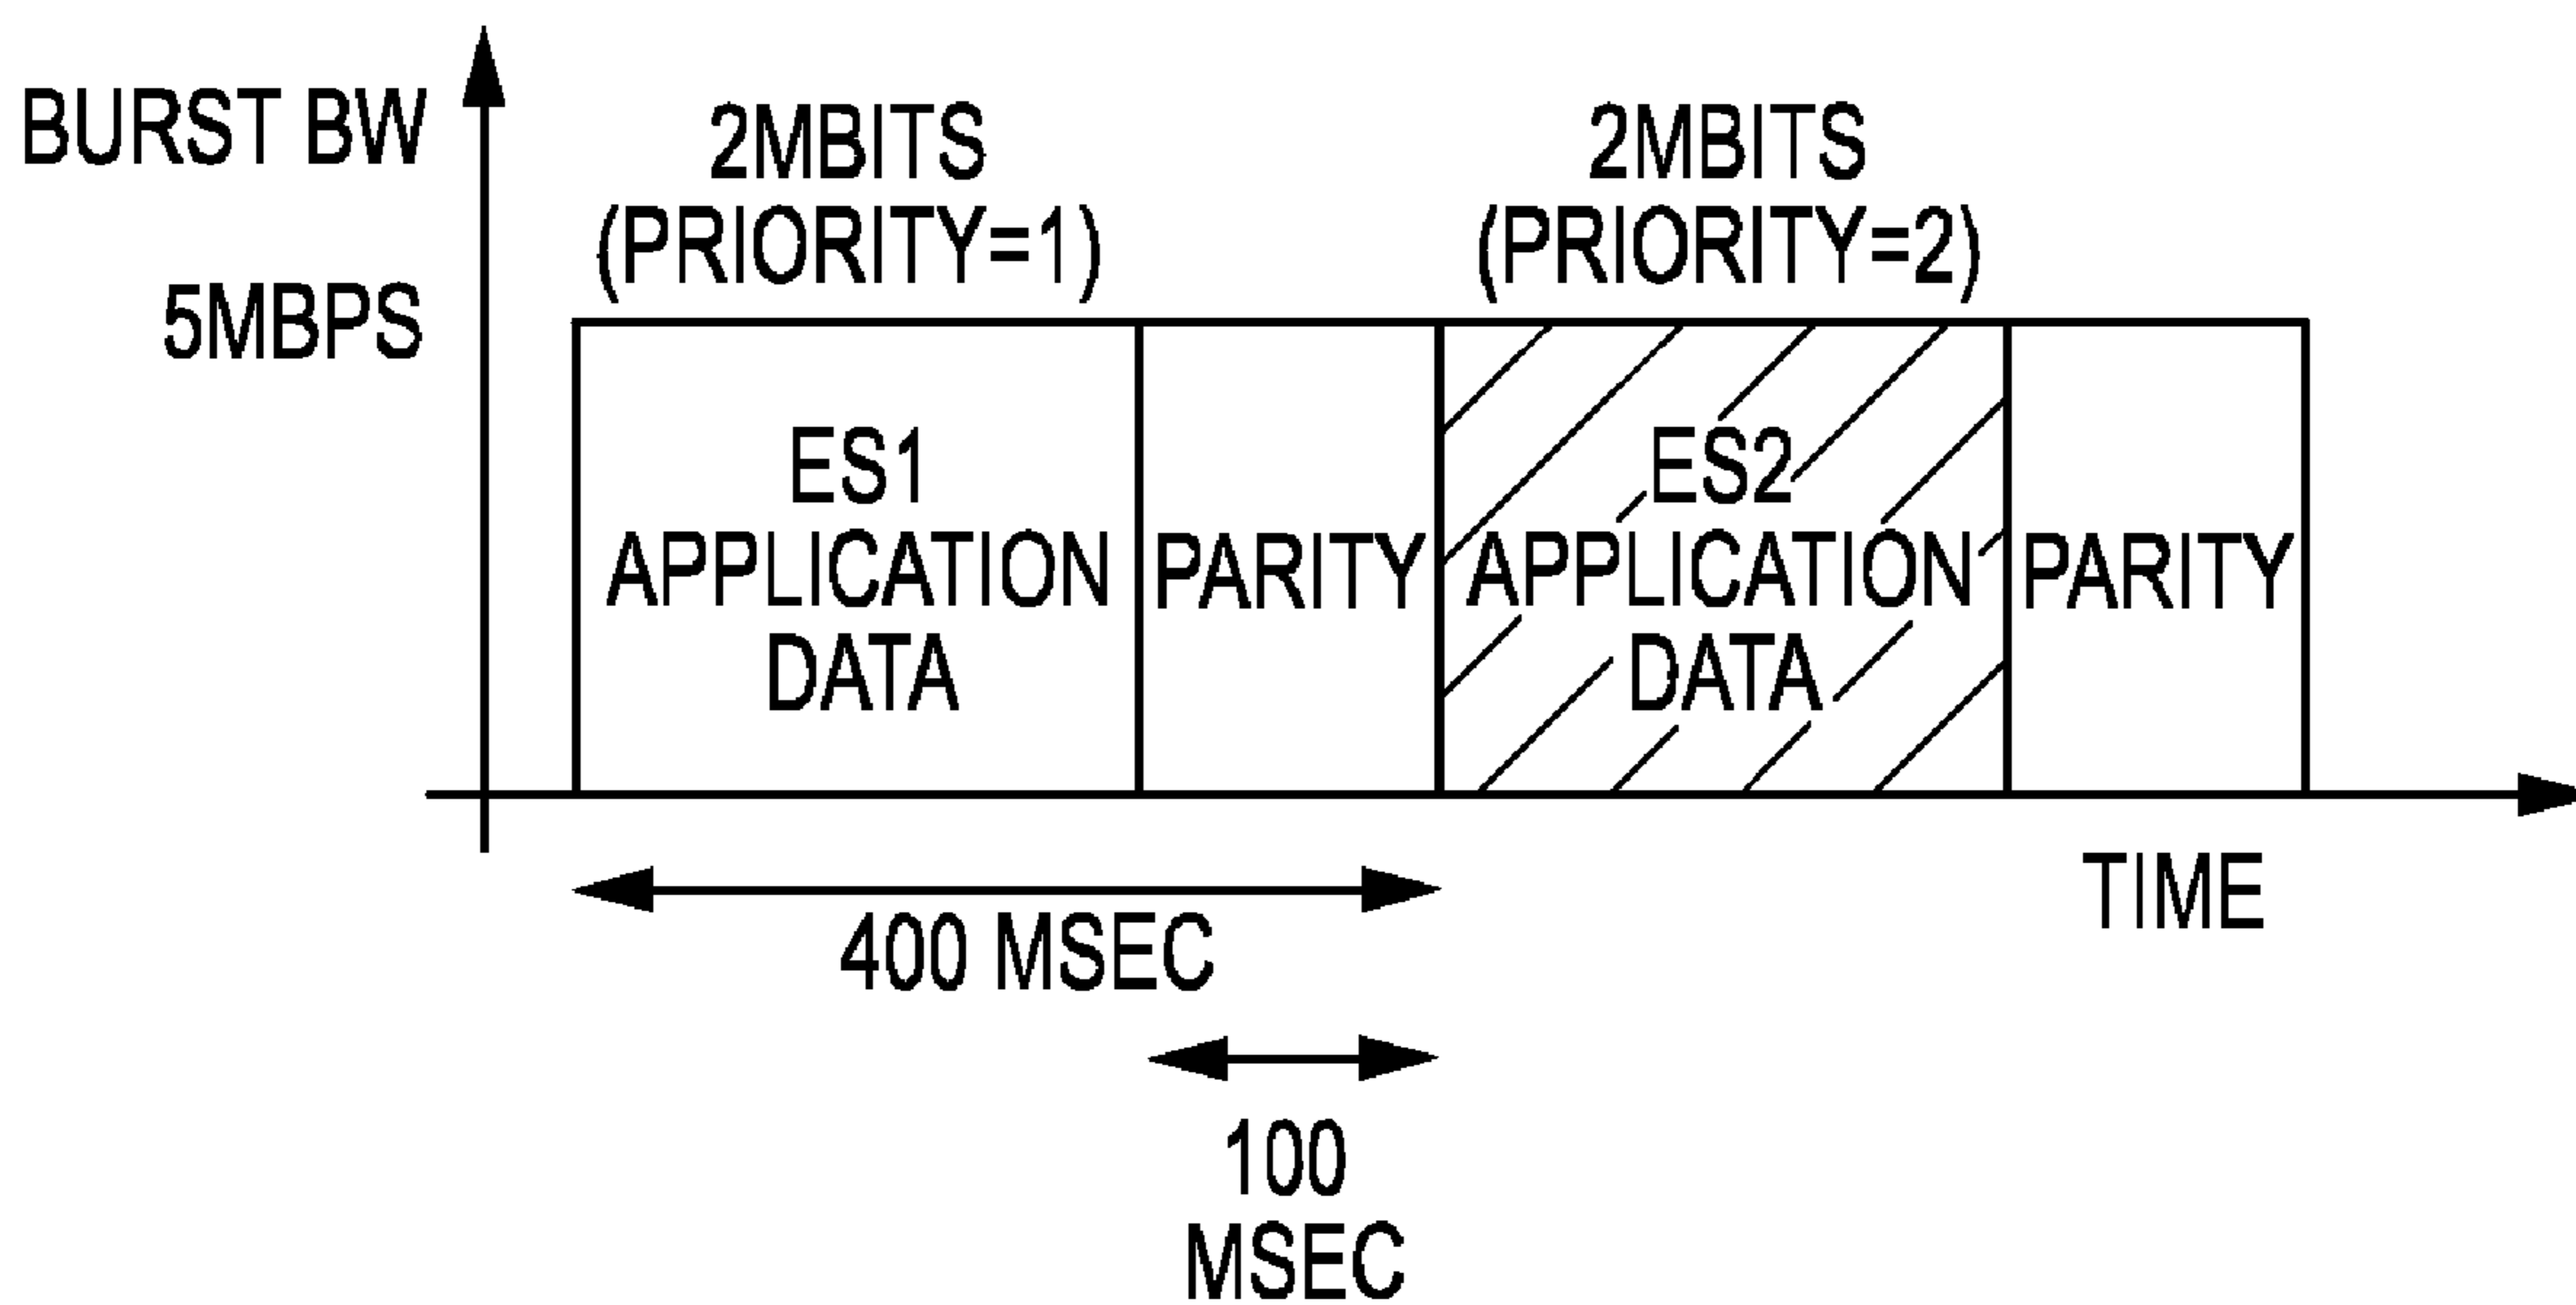 BURST BW
5MBPS
2MBITS
(PRIORITY=1)
2MBITS
(PRIORITY=2)
ES1
APPLICATION
DATA
PARITY
ES2
APPLICATION
DATA
PARITY
TIME
400 MSEC
100
MSEC